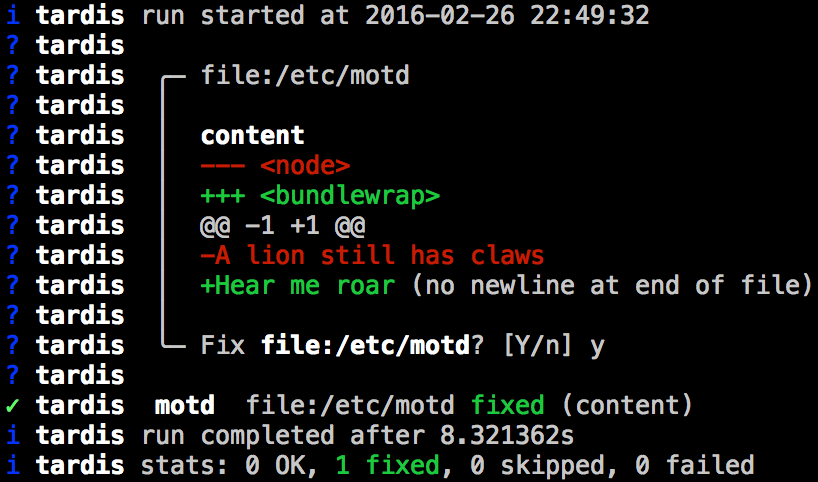 i tardis run started at 2016-02-26 22:49:32
? tardis
? tardis ╭─ file:/etc/motd
? tardis │
? tardis │ content
? tardis │ --- <node>
? tardis │ +++ <bundlewrap>
? tardis │ @@ -1 +1 @@
? tardis │ -A lion still has claws
? tardis │ +Hear me roar (no newline at end of file)
? tardis │
? tardis ╰─ Fix file:/etc/motd? [Y/n] y
? tardis
✓ tardis motd file:/etc/motd fixed (content)
i tardis run completed after 8.321362s
i tardis stats: 0 OK, 1 fixed, 0 skipped, 0 failed